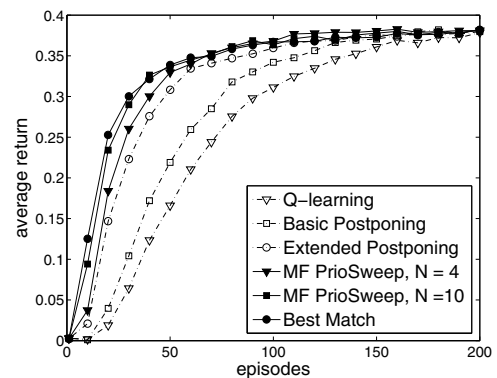 0.4
0.35
0.3
0.25
0.2
0.15
0.1
0.05
0
average return
0 50 100 150 200
episodes
Q-learning
Basic Postponing
Extended Postponing
MF PrioSweep, N = 4
MF PrioSweep, N =10
Best Match